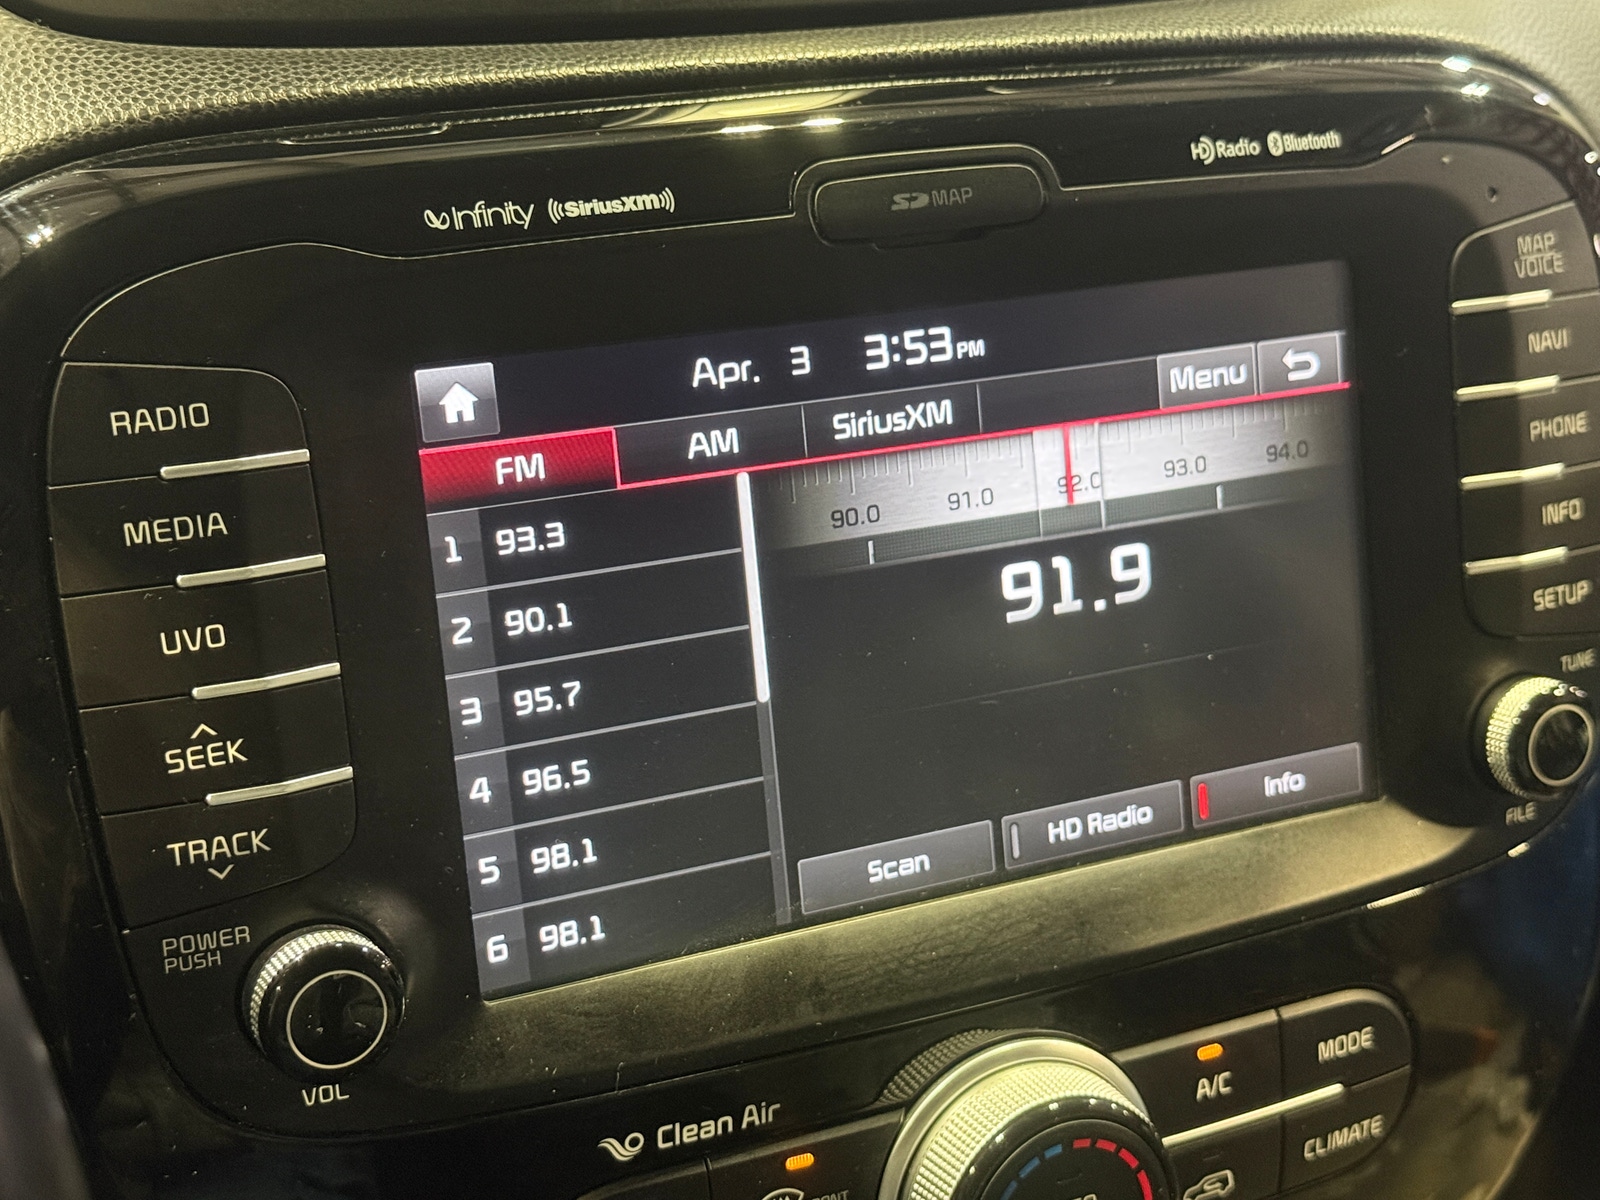 Infinity ((SiriusXM))
SD MAP
HD Radio Bluetooth
MAP
VOICE
NAVI
PHONE
INFO
SETUP
TUNE
FILE
RADIO
MEDIA
UVO
SEEK
TRACK
POWER
PUSH
VOL
Apr. 3 3:53 PM
Menu
FM AM SiriusXM
90.0 91.0 92.0 93.0 94.0
91.9
1 93.3
2 90.1
3 95.7
4 96.5
5 98.1
6 98.1
Scan HD Radio Info
Clean Air
A/C
MODE
CLIMATE